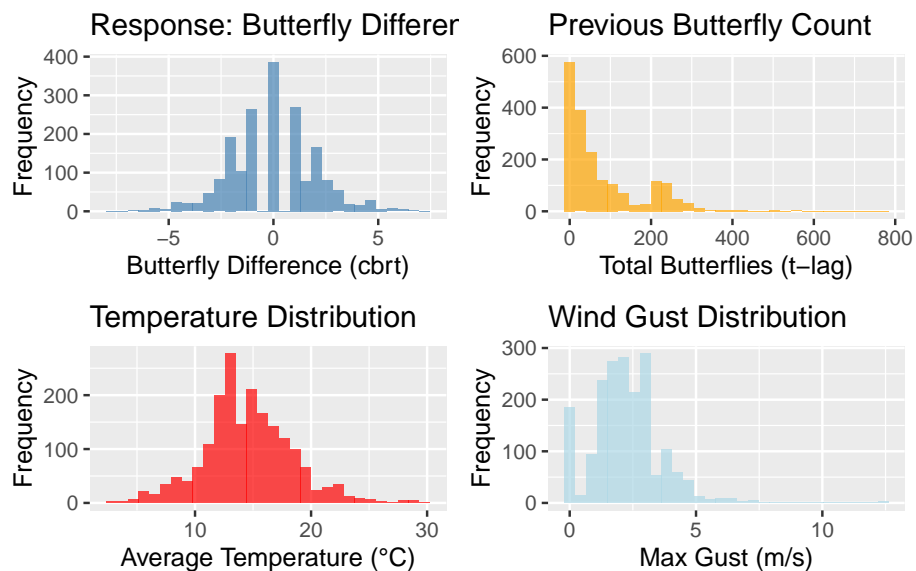 Response: Butterfly Differen
Frequency
400
300
200
100
0
−5
0
5
Butterfly Difference (cbrt)
Previous Butterfly Count
Frequency
600
400
200
0
0
200
400
600
800
Total Butterflies (t−lag)
Temperature Distribution
Frequency
200
100
0
10
20
30
Average Temperature (°C)
Wind Gust Distribution
Frequency
300
200
100
0
0
5
10
Max Gust (m/s)